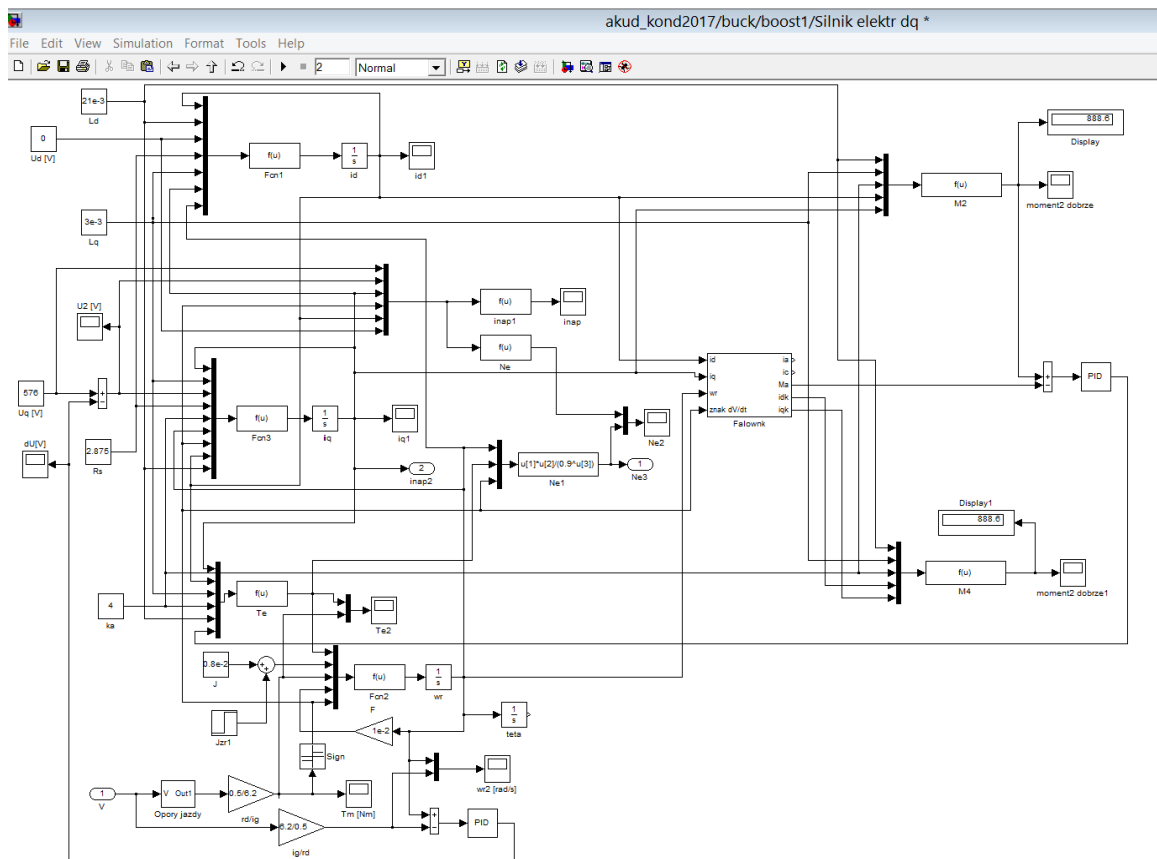 akud_kond2017/buck/boost1/Silnik elektr dq *
File Edit View Simulation Format Tools Help
2 Normal
21e-3
Ld
0
Ud [V]
3e-3
Lq
f(u)
Fcn1
1
s
id
id1
888.6
Display
f(u)
M2
moment2 dobrze
U2 [V]
f(u)
inap1
inap
f(u)
Ne
576
Uq [V]
+
−
dU[V]
2.875
Rs
f(u)
Fcn3
1
s
iq1
2
inap2
Ne2
u[1]*u[2]/(0.9*u[3])
Ne1
1
Ne3
id
iq
wr
znak dV/dt
ia
ic
Ma
idk
iqk
Falownk
+
−
PID
Display1
888.6
f(u)
M4
moment2 dobrze1
4
ka
f(u)
Te
Te2
0.8e-2
J
+
+
Jzr1
f(u)
Fcn2
F
1
s
wr
1
s
teta
1e-2
Sign
1
V
V Out1
Opory jazdy
0.5/6.2
rd/ig
Tm [Nm]
6.2/0.5
ig/rd
wr2 [rad/s]
+
−
PID